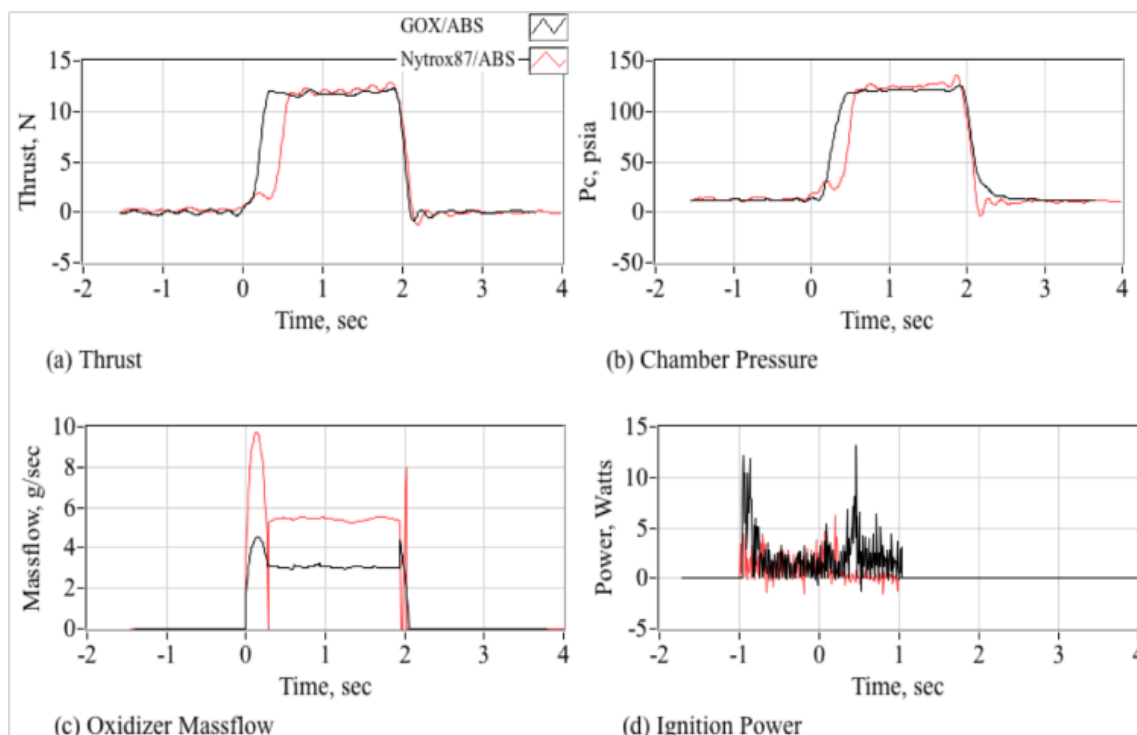 GOX/ABS
Nytrox87/ABS
15
10
5
0
-5
Thrust, N
-2 -1 0 1 2 3 4
Time, sec
(a) Thrust
150
100
50
0
-50
Pc, psia
-2 -1 0 1 2 3 4
Time, sec
(b) Chamber Pressure
10
8
6
4
2
0
Massflow, g/sec
-2 -1 0 1 2 3 4
Time, sec
(c) Oxidizer Massflow
15
10
5
0
-5
Power, Watts
-2 -1 0 1 2 3 4
Time, sec
(d) Ignition Power